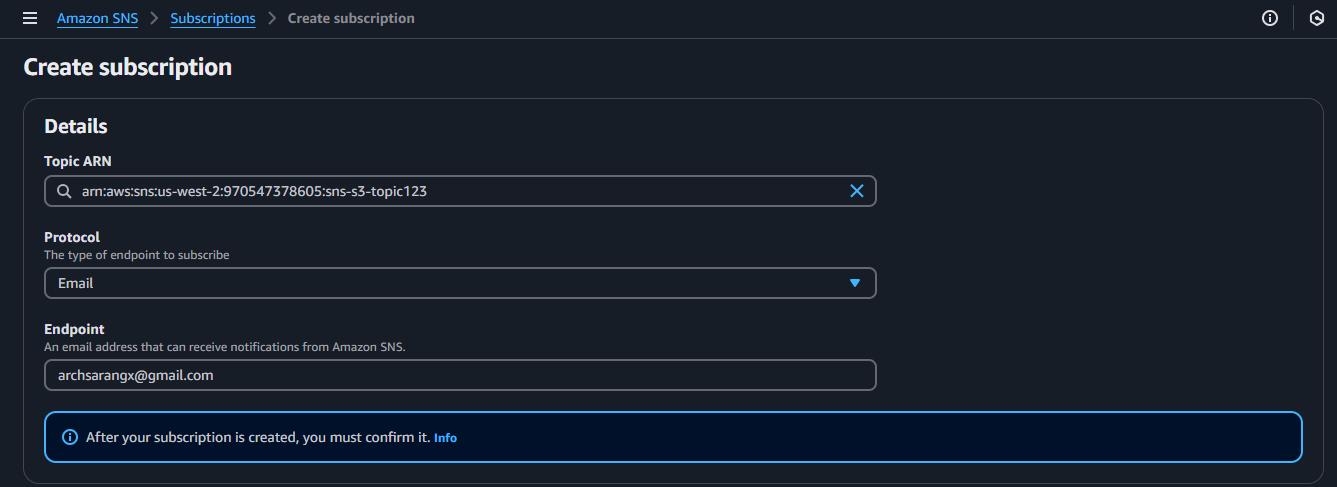 Amazon SNS > Subscriptions > Create subscription
Create subscription
Details
Topic ARN
arn:aws:sns:us-west-2:970547378605:sns-s3-topic123
Protocol
The type of endpoint to subscribe
Email
Endpoint
An email address that can receive notifications from Amazon SNS.
archsarangx@gmail.com
After your subscription is created, you must confirm it. Info